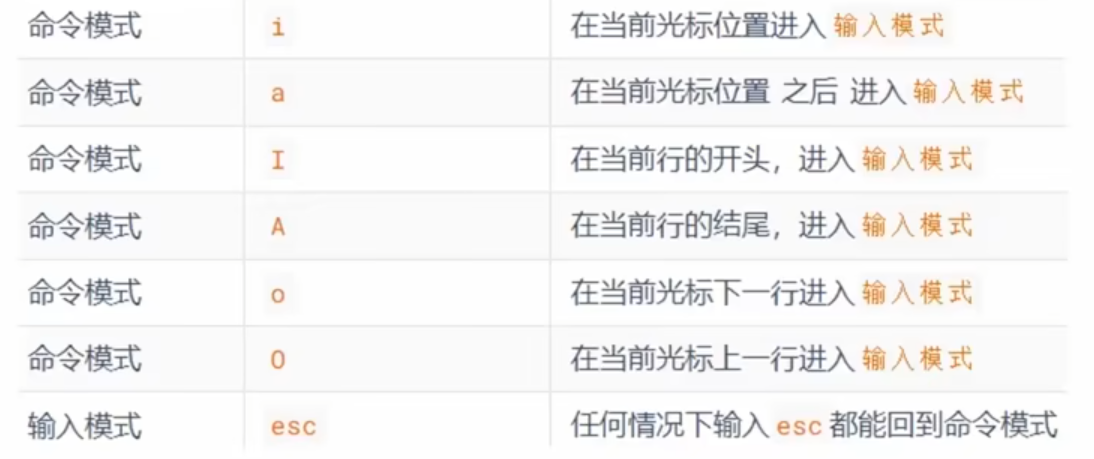 命令模式 i 在当前光标位置进入 输入模式
命令模式 a 在当前光标位置 之后 进入 输入模式
命令模式 I 在当前行的开头，进入 输入模式
命令模式 A 在当前行的结尾，进入 输入模式
命令模式 o 在当前光标下一行进入 输入模式
命令模式 O 在当前光标上一行进入 输入模式
输入模式 esc 任何情况下输入 esc 都能回到命令模式